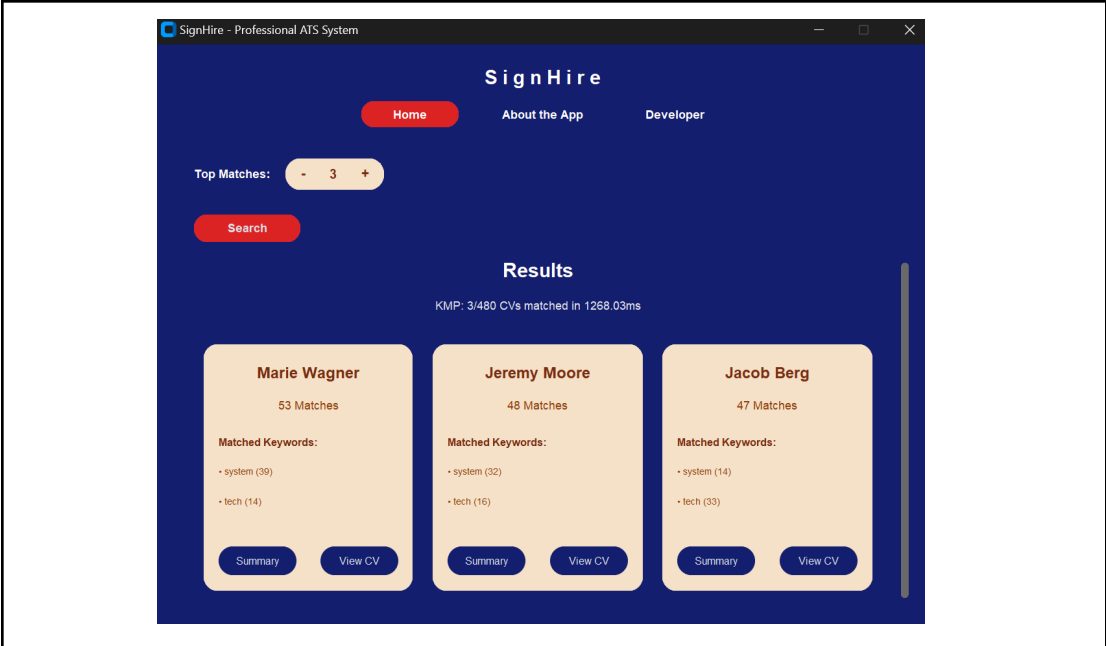 SignHire - Professional ATS System
SignHire
Home About the App Developer
Top Matches: - 3 +
Search
Results
KMP: 3/480 CVs matched in 1268.03ms
Marie Wagner
53 Matches
Matched Keywords:
• system (39)
• tech (14)
Summary View CV
Jeremy Moore
48 Matches
Matched Keywords:
• system (32)
• tech (16)
Summary View CV
Jacob Berg
47 Matches
Matched Keywords:
• system (14)
• tech (33)
Summary View CV